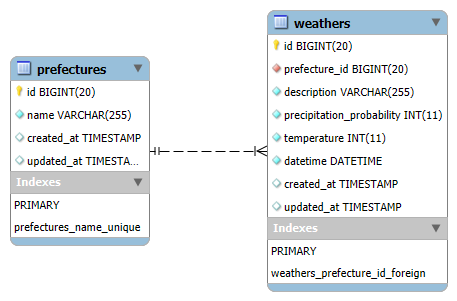 prefectures
id BIGINT(20)
name VARCHAR(255)
created_at TIMESTAMP
updated_at TIMESTA...
Indexes
PRIMARY
prefectures_name_unique
weathers
id BIGINT(20)
prefecture_id BIGINT(20)
description VARCHAR(255)
precipitation_probability INT(11)
temperature INT(11)
datetime DATETIME
created_at TIMESTAMP
updated_at TIMESTAMP
Indexes
PRIMARY
weathers_prefecture_id_foreign